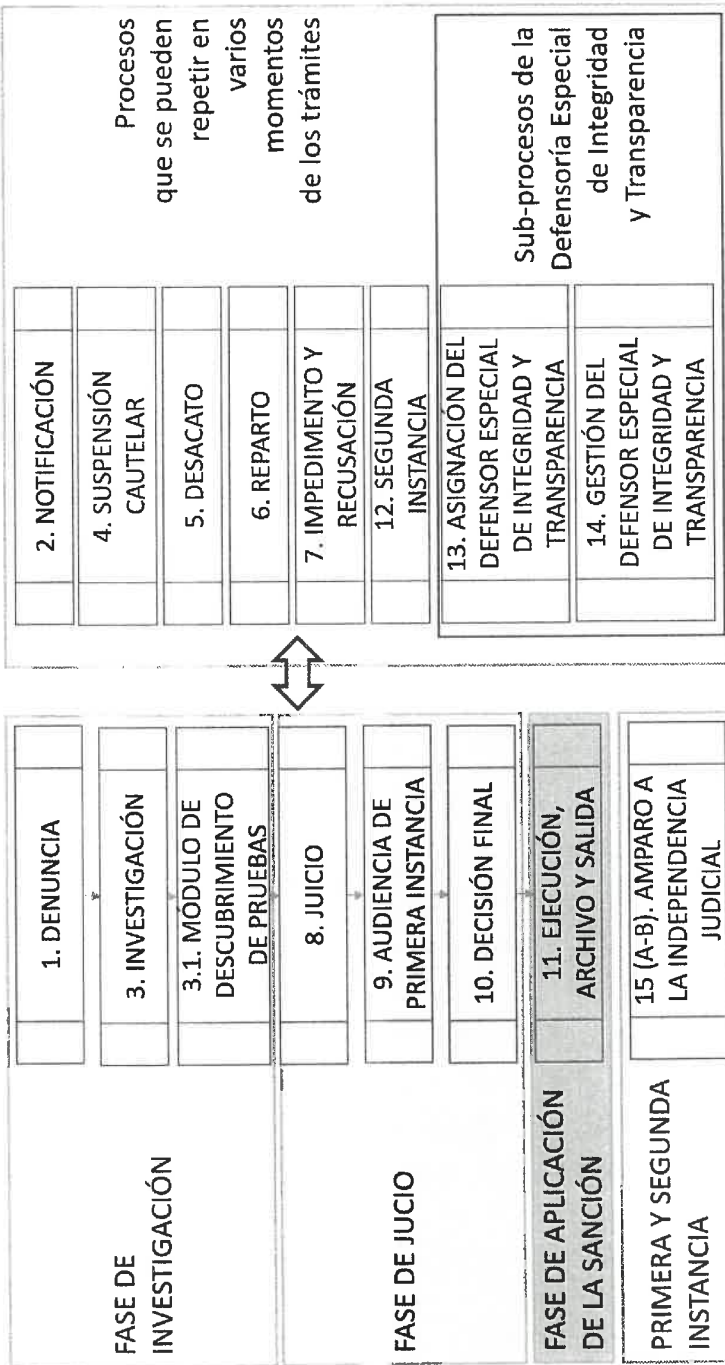 FASE DE
INVESTIGACIÓN
1. DENUNCIA
3. INVESTIGACIÓN
3.1. MÓDULO DE
DESCUBRIMIENTO
DE PRUEBAS
FASE DE JUCIO
8. JUICIO
9. AUDIENCIA DE
PRIMERA INSTANCIA
10. DECISIÓN FINAL
FASE DE APLICACIÓN
DE LA SANCIÓN
11. EJECUCIÓN,
ARCHIVO Y SALIDA
PRIMERA Y SEGUNDA
INSTANCIA
15 (A-B). AMPARO A
LA INDEPENDENCIA
JUDICIAL
2. NOTIFICACIÓN
4. SUSPENSIÓN
CAUTELAR
5. DESACATO
6. REPARTO
7. IMPEDIMENTO Y
RECUSACIÓN
12. SEGUNDA
INSTANCIA
Procesos
que se pueden
repetir en
varios
momentos
de los trámites
13. ASIGNACIÓN DEL
DEFENSOR ESPECIAL
DE INTEGRIDAD Y
TRANSPARENCIA
14. GESTIÓN DEL
DEFENSOR ESPECIAL
DE INTEGRIDAD Y
TRANSPARENCIA
Sub-procesos de la
Defensoría Especial
de Integridad
y Transparencia